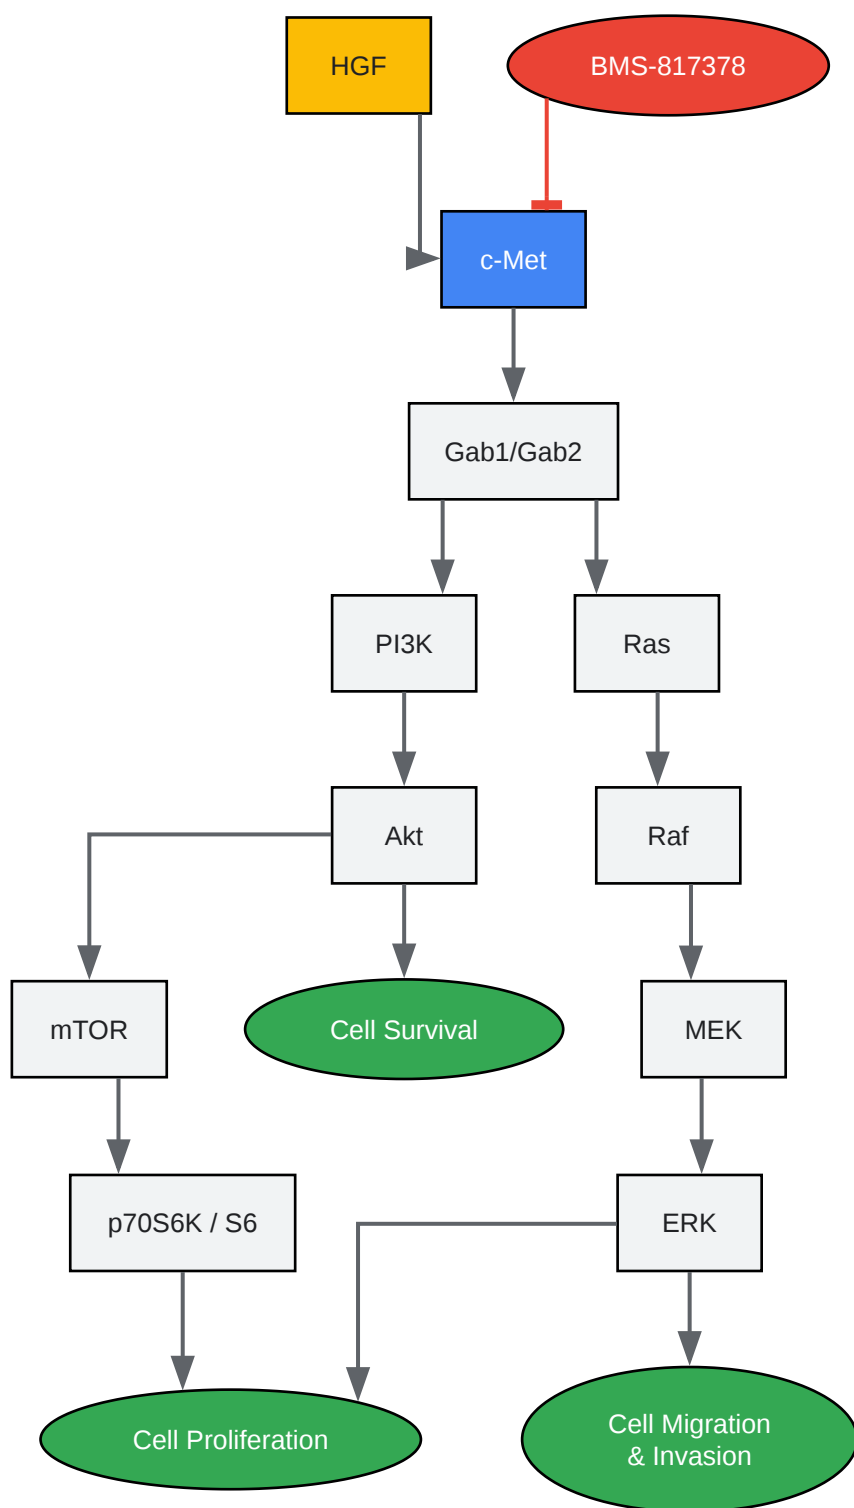 HGF
BMS-817378
c-Met
Gab1/Gab2
PI3K
Ras
Akt
Raf
mTOR
Cell Survival
MEK
p70S6K / S6
ERK
Cell Proliferation
Cell Migration
& Invasion